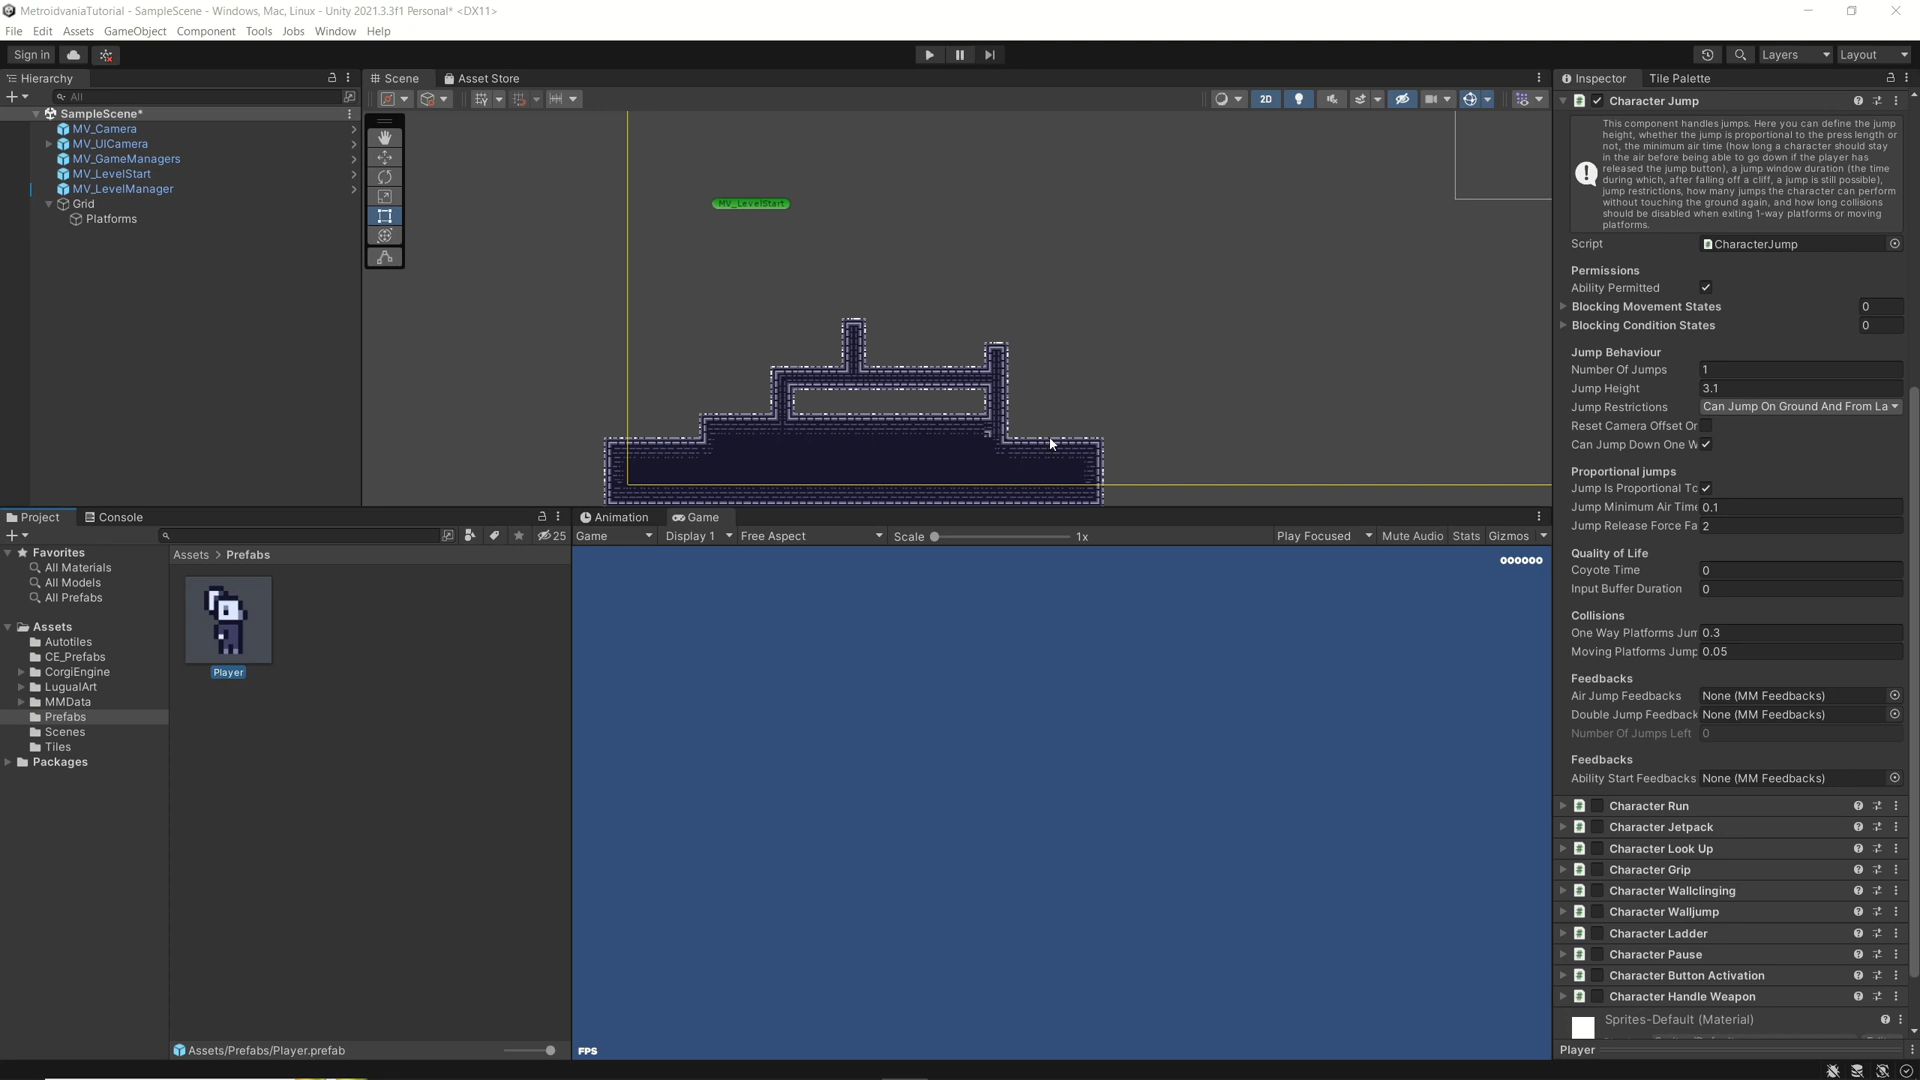 MetroidvaniaTutorial - SampleScene - Windows, Mac, Linux - Unity 2021.3.3f1 Personal* <DX11>
File Edit Assets GameObject Component Tools Jobs Window Help
Sign in
Layers Layout
Hierarchy
All
SampleScene*
MV_Camera
MV_UICamera
MV_GameManagers
MV_LevelStart
MV_LevelManager
Grid
Platforms
Scene Asset Store
2D
MV_LevelStart
Project Console
25
Favorites
All Materials
All Models
All Prefabs
Assets
Autotiles
CE_Prefabs
CorgiEngine
LugualArt
MMData
Prefabs
Scenes
Tiles
Packages
Assets > Prefabs
Player
Assets/Prefabs/Player.prefab
Animation Game
Game Display 1 Free Aspect Scale 1x Play Focused Mute Audio Stats Gizmos
000000
FPS
Inspector Tile Palette
Character Jump
This component handles jumps. Here you can define the jump
height, whether the jump is proportional to the press length or
not, the minimum air time (how long a character should stay
in the air before being able to go down if the player has
released the jump button), a jump window duration (the time
during which, after falling off a cliff, a jump is still possible),
jump restrictions, how many jumps the character can perform
without touching the ground again, and how long collisions
should be disabled when exiting 1-way platforms or moving
platforms.
Script CharacterJump
Permissions
Ability Permitted
Blocking Movement States 0
Blocking Condition States 0
Jump Behaviour
Number Of Jumps 1
Jump Height 3.1
Jump Restrictions Can Jump On Ground And From La
Reset Camera Offset Or
Can Jump Down One W
Proportional jumps
Jump Is Proportional To
Jump Minimum Air Time 0.1
Jump Release Force Fa 2
Quality of Life
Coyote Time 0
Input Buffer Duration 0
Collisions
One Way Platforms Jum 0.3
Moving Platforms Jump 0.05
Feedbacks
Air Jump Feedbacks None (MM Feedbacks)
Double Jump Feedback None (MM Feedbacks)
Number Of Jumps Left 0
Feedbacks
Ability Start Feedbacks None (MM Feedbacks)
Character Run
Character Jetpack
Character Look Up
Character Grip
Character Wallclinging
Character Walljump
Character Ladder
Character Pause
Character Button Activation
Character Handle Weapon
Sprites-Default (Material)
Player